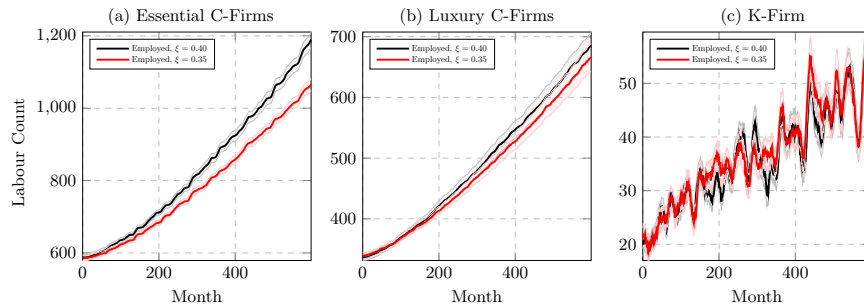 (a) Essential C-Firms
1,200
1,000
800
600
Labour Count
Employed, ξ = 0.40
Employed, ξ = 0.35
0
200
400
Month
(b) Luxury C-Firms
700
600
500
400
Employed, ξ = 0.40
Employed, ξ = 0.35
0
200
400
Month
(c) K-Firm
50
40
30
20
Employed, ξ = 0.40
Employed, ξ = 0.35
0
200
400
Month